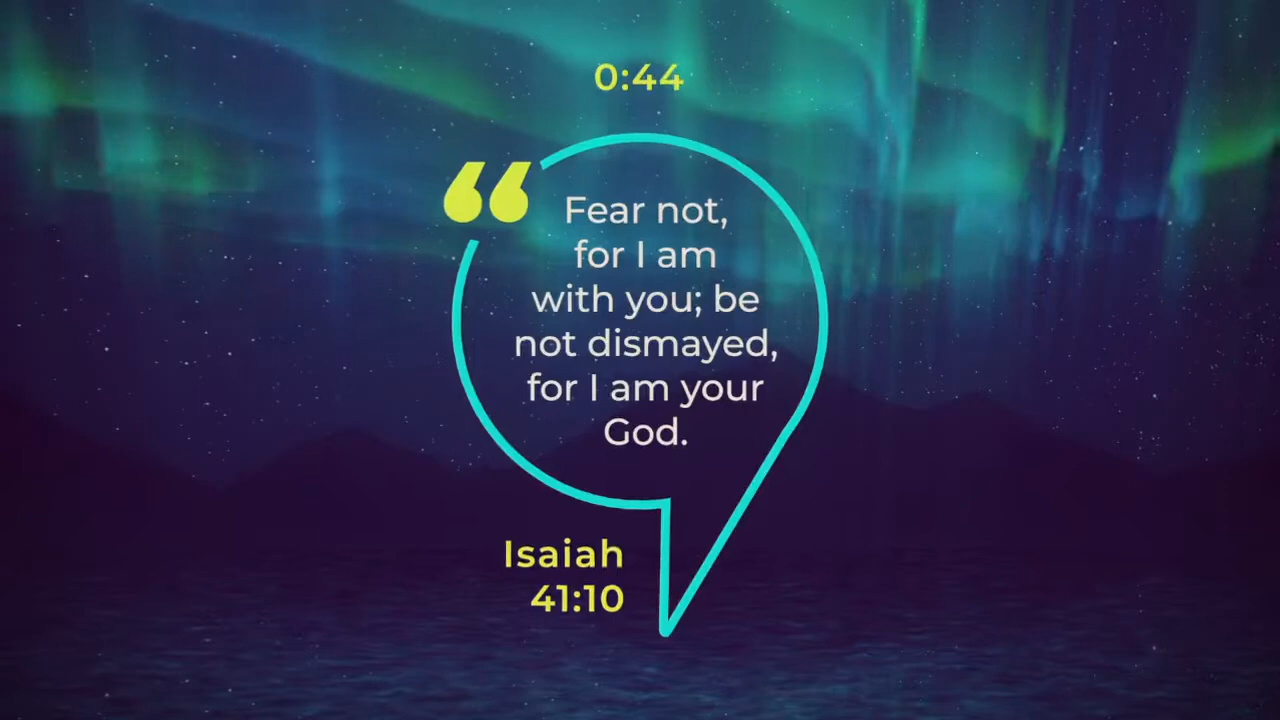 0:44
“
Fear not,
for I am
with you; be
not dismayed,
for I am your
God.
Isaiah
41:10